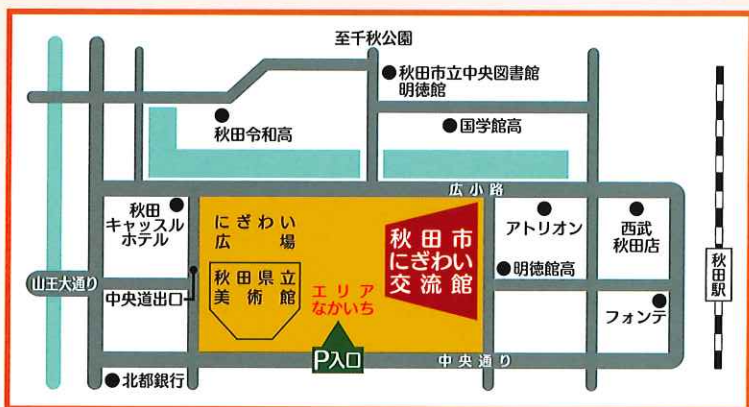 至千秋公園
秋田市立中央図書館
明徳館
秋田令和高
国学館高
広小路
秋田
キャッスル
ホテル
にぎわい
広場
秋田市
にぎわい
交流館
アトリオン
西武
秋田店
明徳館高
秋田駅
山王大通り
中央道出口
秋田県立
美術館
エリア
なかいち
フォンテ
P入口
中央通り
北都銀行